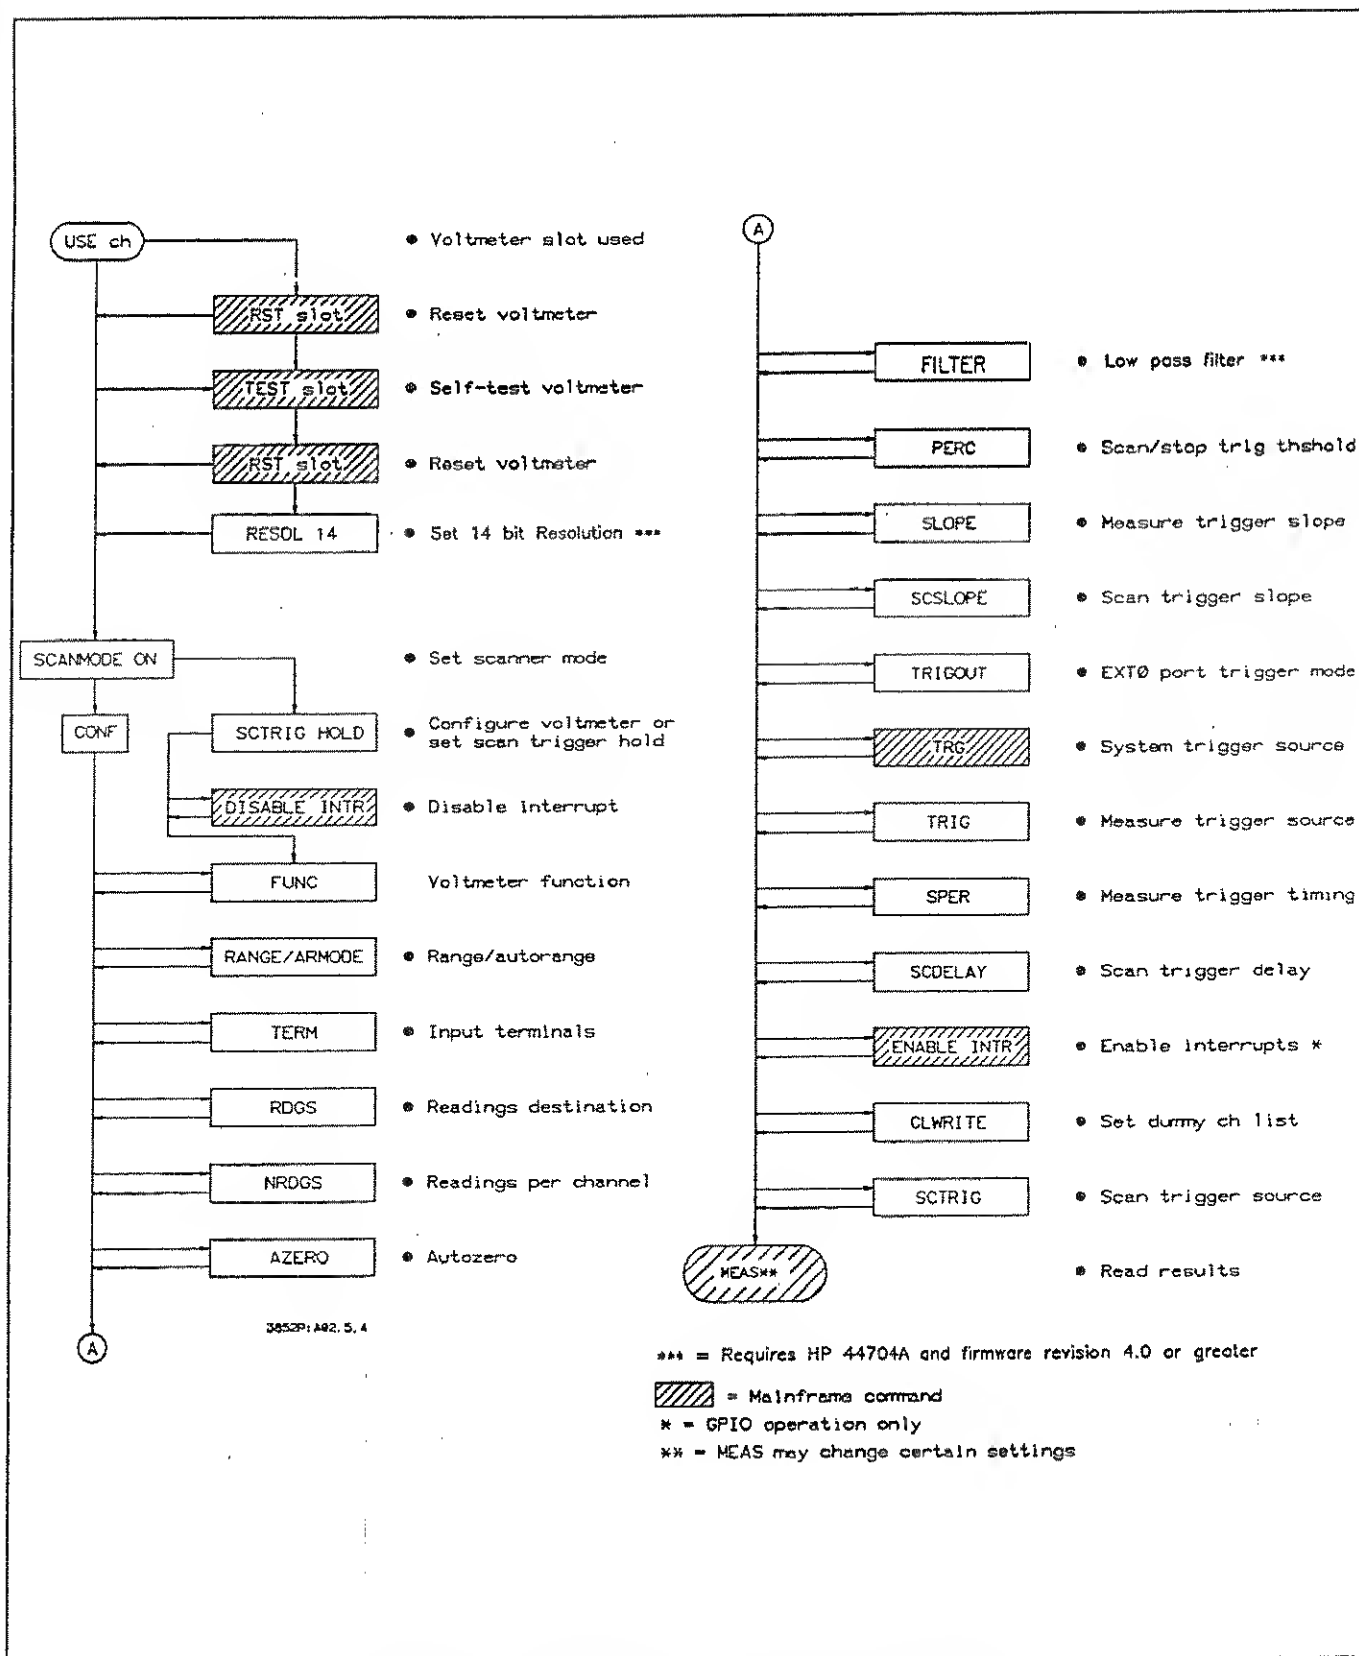 USE ch
● Voltmeter slot used
RST slot
● Reset voltmeter
TEST slot
● Self-test voltmeter
RST slot
● Reset voltmeter
RESOL 14
● Set 14 bit Resolution ***
SCANMODE ON
● Set scanner mode
CONF
SCTRIG HOLD
● Configure voltmeter or
set scan trigger hold
DISABLE INTR
● Disable interrupt
FUNC
Voltmeter function
RANGE/ARMODE
● Range/autorange
TERM
● Input terminals
RDGS
● Readings destination
NRDGS
● Readings per channel
AZERO
● Autozero
3852P:A92.5.4
A
A
FILTER
● Low pass filter ***
PERC
● Scan/stop trig thshold
SLOPE
● Measure trigger slope
SCSLOPE
● Scan trigger slope
TRIGOUT
● EXT0 port trigger mode
TRG
● System trigger source
TRIG
● Measure trigger source
SPER
● Measure trigger timing
SCDELAY
● Scan trigger delay
ENABLE INTR
● Enable interrupts *
CLWRITE
● Set dummy ch list
SCTRIG
● Scan trigger source
MEAS**
● Read results
*** = Requires HP 44704A and firmware revision 4.0 or greater
= Mainframe command
* = GPIO operation only
** = MEAS may change certain settings